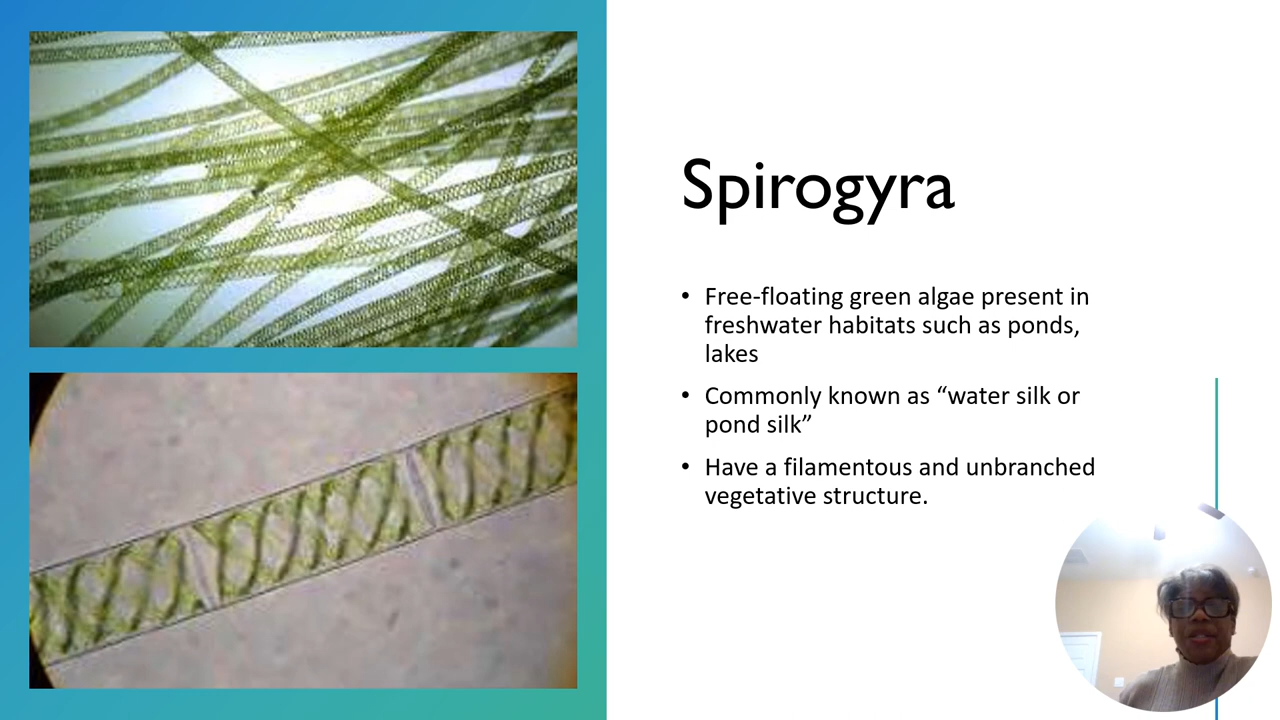 Spirogyra
• Free-floating green algae present in
freshwater habitats such as ponds,
lakes
• Commonly known as “water silk or
pond silk”
• Have a filamentous and unbranched
vegetative structure.